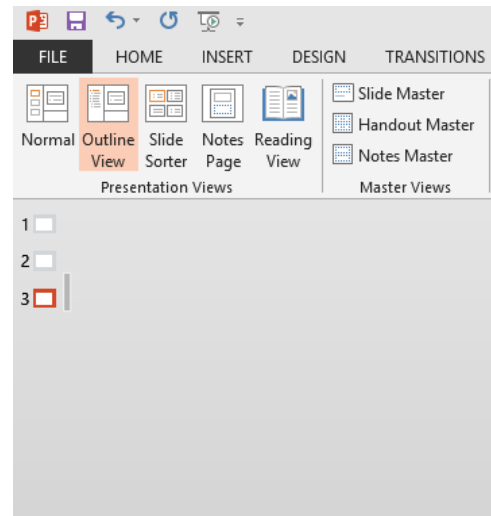 FILE HOME INSERT DESIGN TRANSITIONS
Slide Master
Handout Master
Normal Outline Slide Notes Reading
View Sorter Page View
Notes Master
Presentation Views Master Views
1
2
3